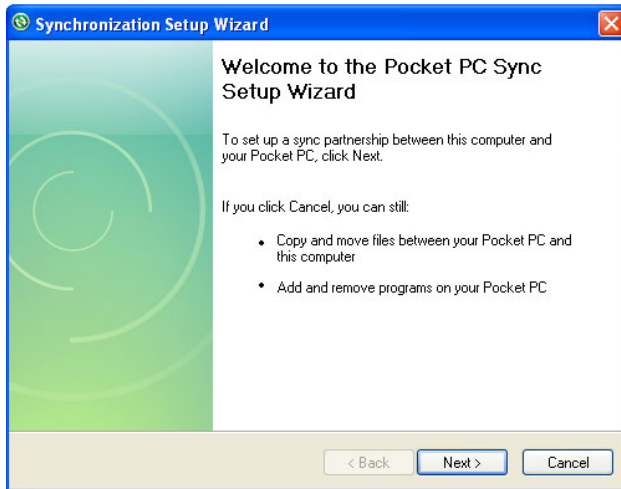 Synchronization Setup Wizard
Welcome to the Pocket PC Sync
Setup Wizard
To set up a sync partnership between this computer and
your Pocket PC, click Next.
If you click Cancel, you can still:
• Copy and move files between your Pocket PC and
this computer
• Add and remove programs on your Pocket PC
< Back Next > Cancel